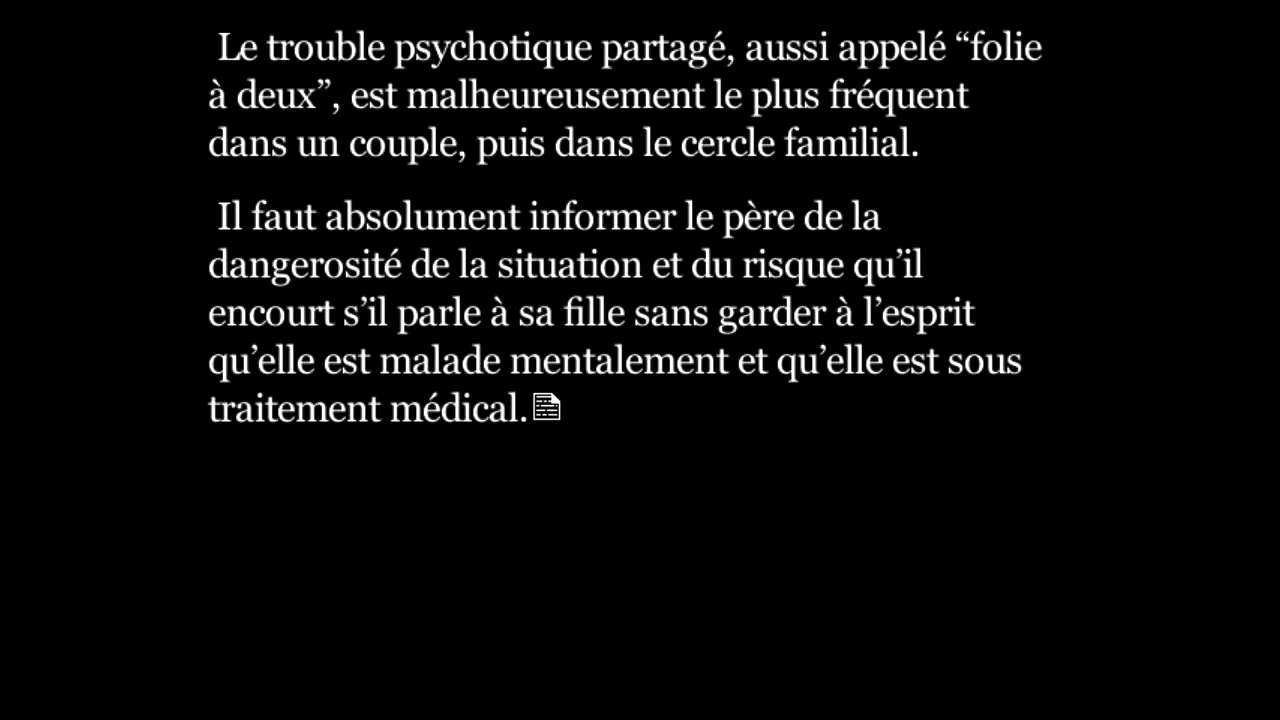 Le trouble psychotique partagé, aussi appelé “folie
à deux”, est malheureusement le plus fréquent
dans un couple, puis dans le cercle familial.
Il faut absolument informer le père de la
dangerosité de la situation et du risque qu’il
encourt s’il parle à sa fille sans garder à l’esprit
qu’elle est malade mentalement et qu’elle est sous
traitement médical.